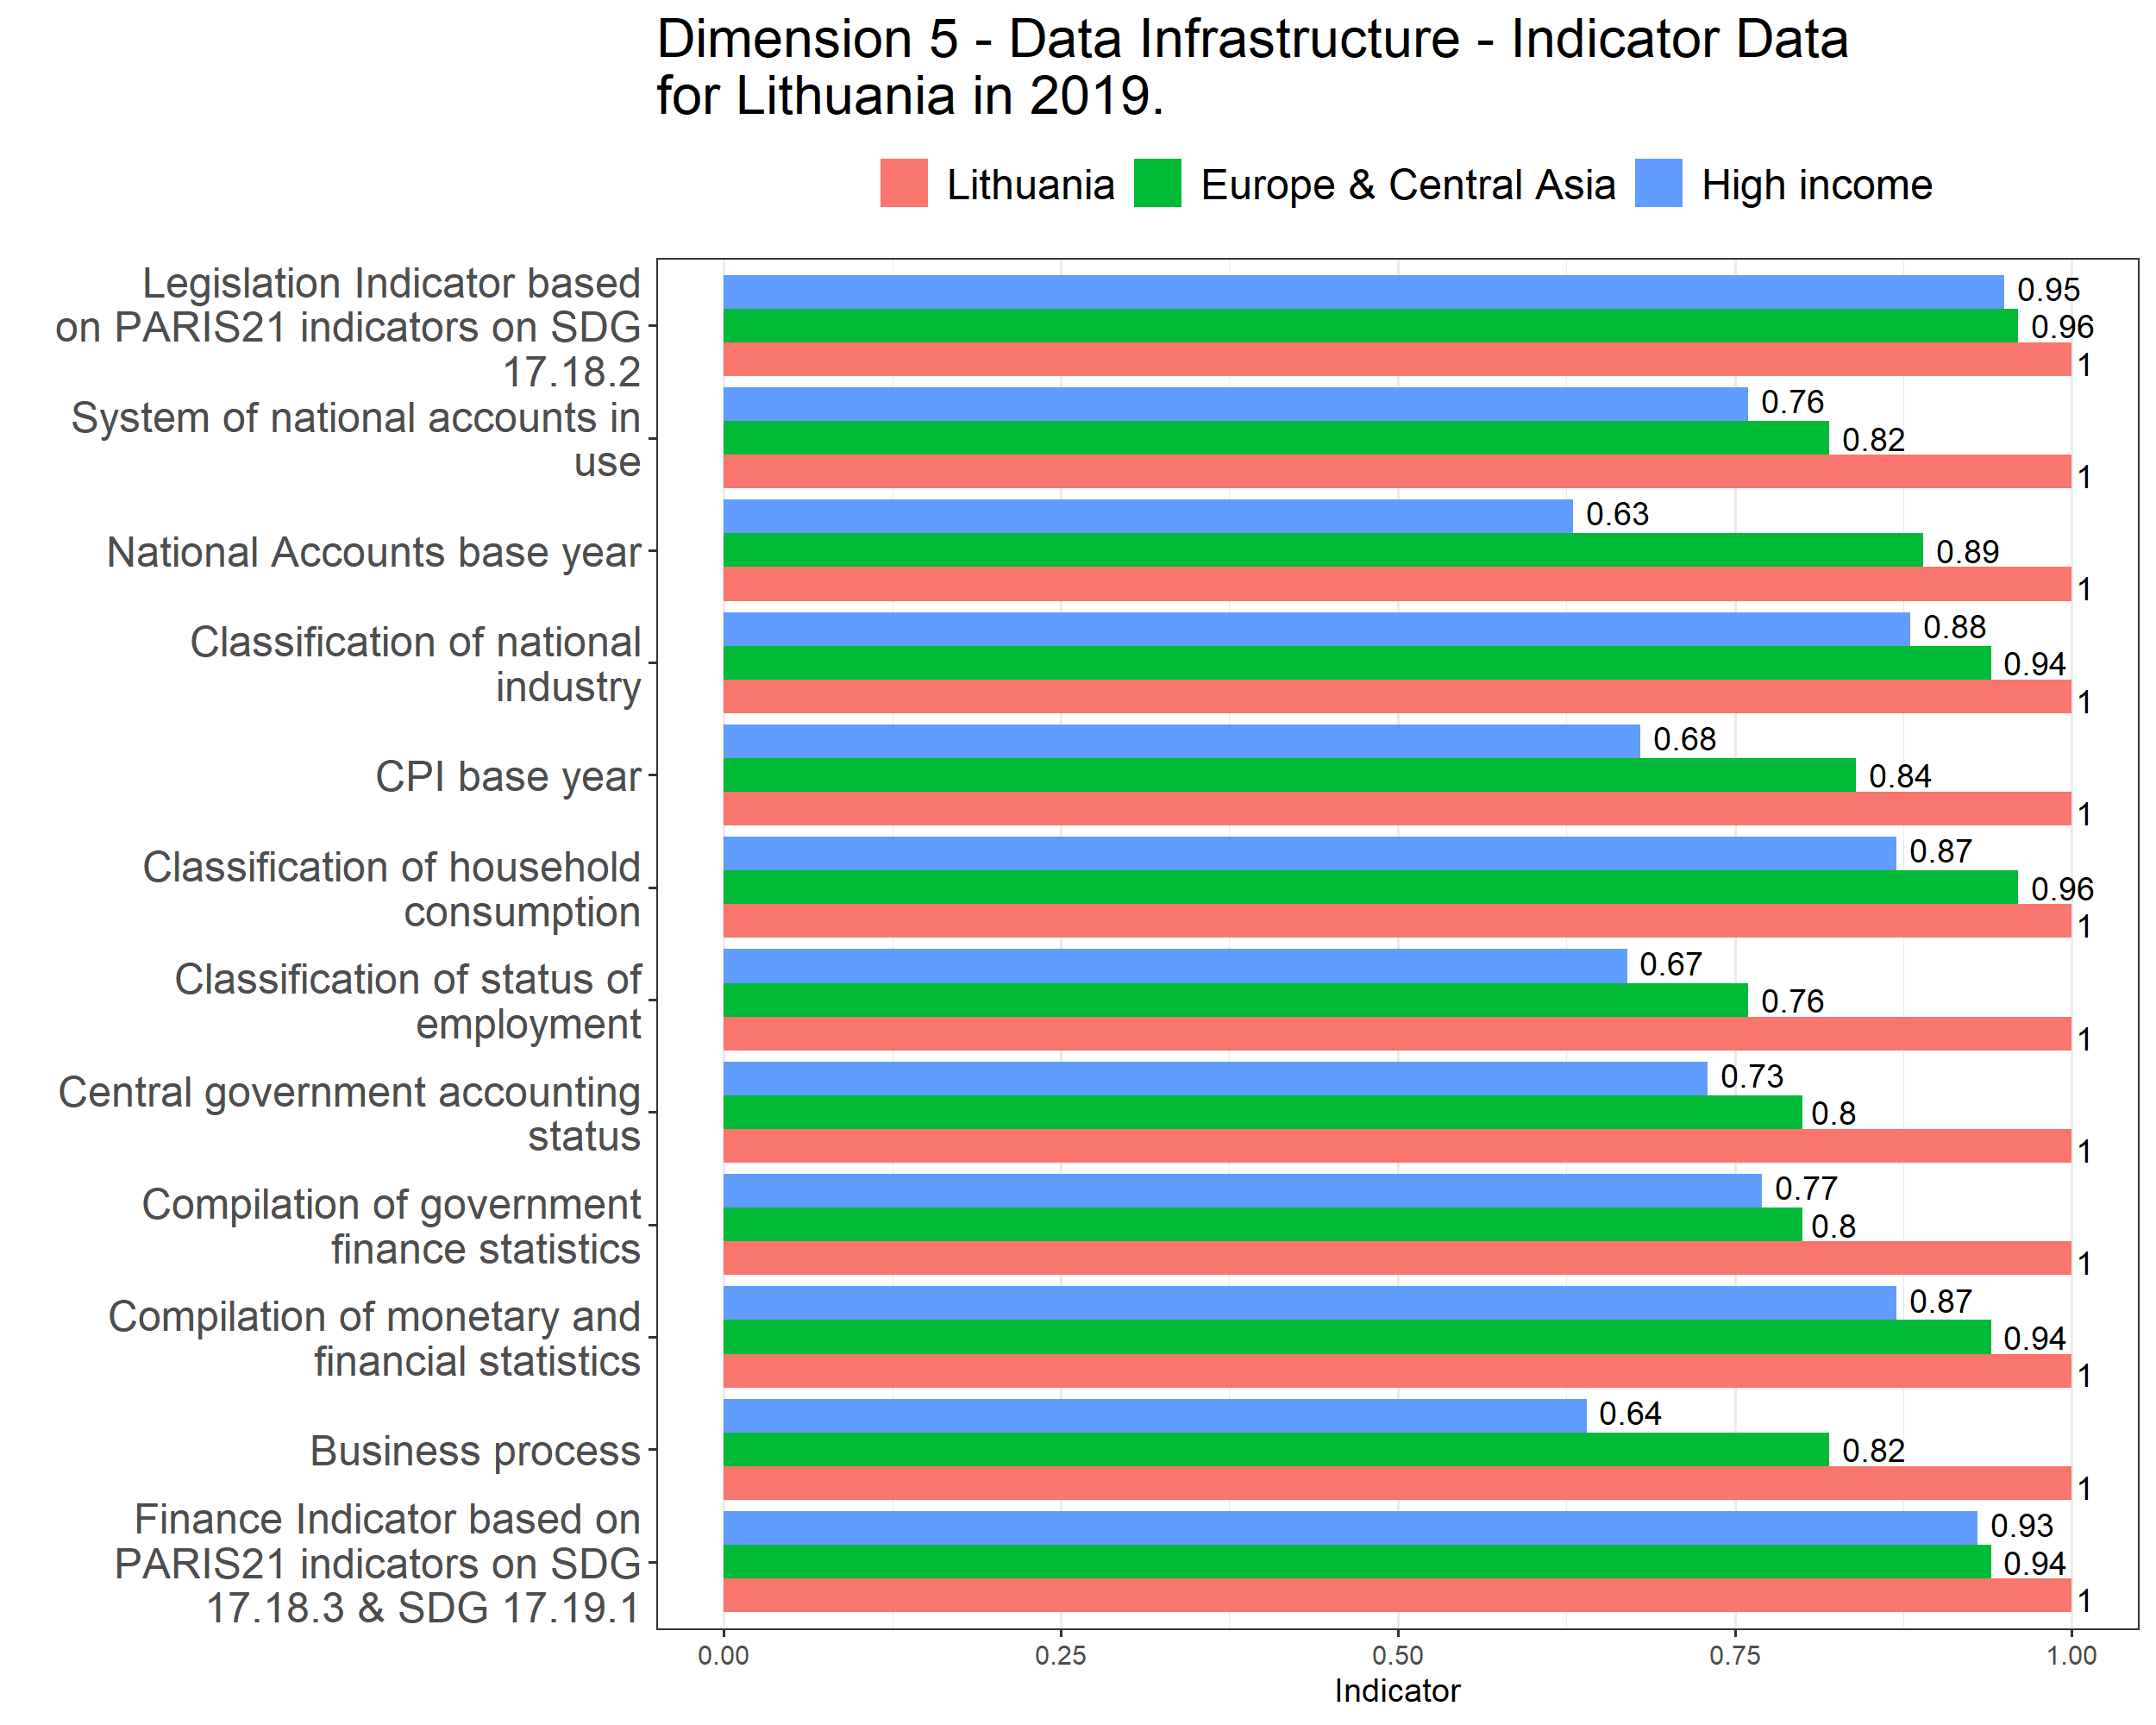 Dimension 5 - Data Infrastructure - Indicator Data
for Lithuania in 2019.
Lithuania
Europe & Central Asia
High income
Legislation Indicator based
on PARIS21 indicators on SDG
17.18.2
0.95
0.96
1
System of national accounts in
use
0.76
0.82
1
National Accounts base year
0.63
0.89
1
Classification of national
industry
0.88
0.94
1
CPI base year
0.68
0.84
1
Classification of household
consumption
0.87
0.96
1
Classification of status of
employment
0.67
0.76
1
Central government accounting
status
0.73
0.8
1
Compilation of government
finance statistics
0.77
0.8
1
Compilation of monetary and
financial statistics
0.87
0.94
1
Business process
0.64
0.82
1
Finance Indicator based on
PARIS21 indicators on SDG
17.18.3 & SDG 17.19.1
0.93
0.94
1
0.00
0.25
0.50
0.75
1.00
Indicator